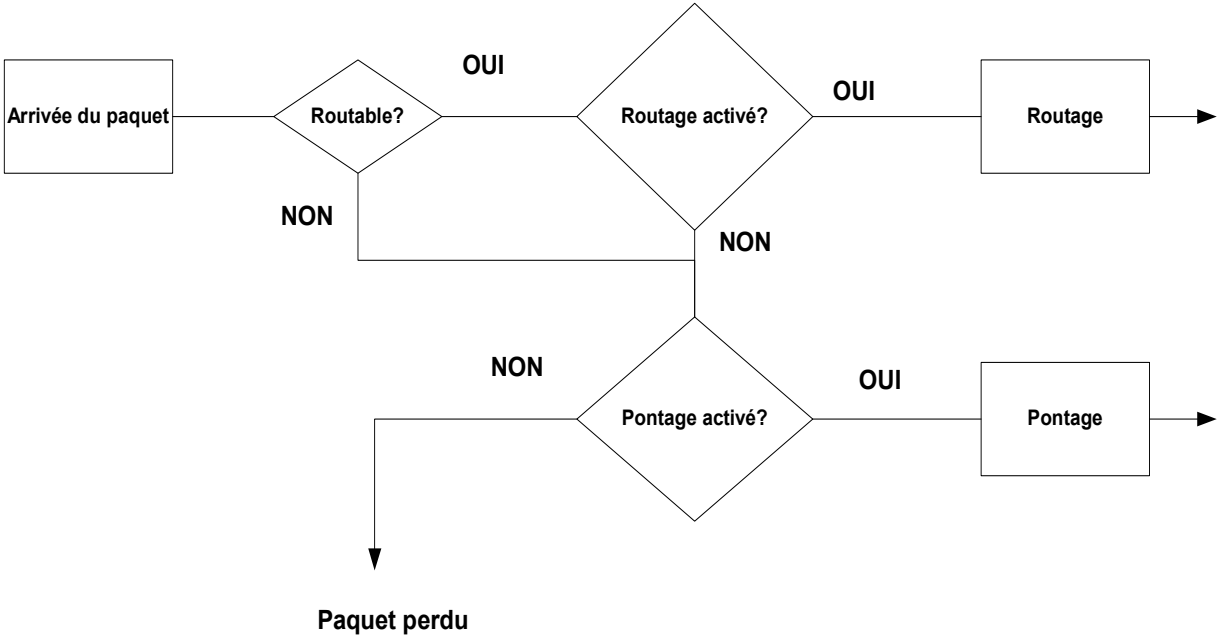 OUI
OUI
Arrivée du paquet
Routable?
Routage activé?
Routage
NON
NON
NON
OUI
Pontage activé?
Pontage
Paquet perdu